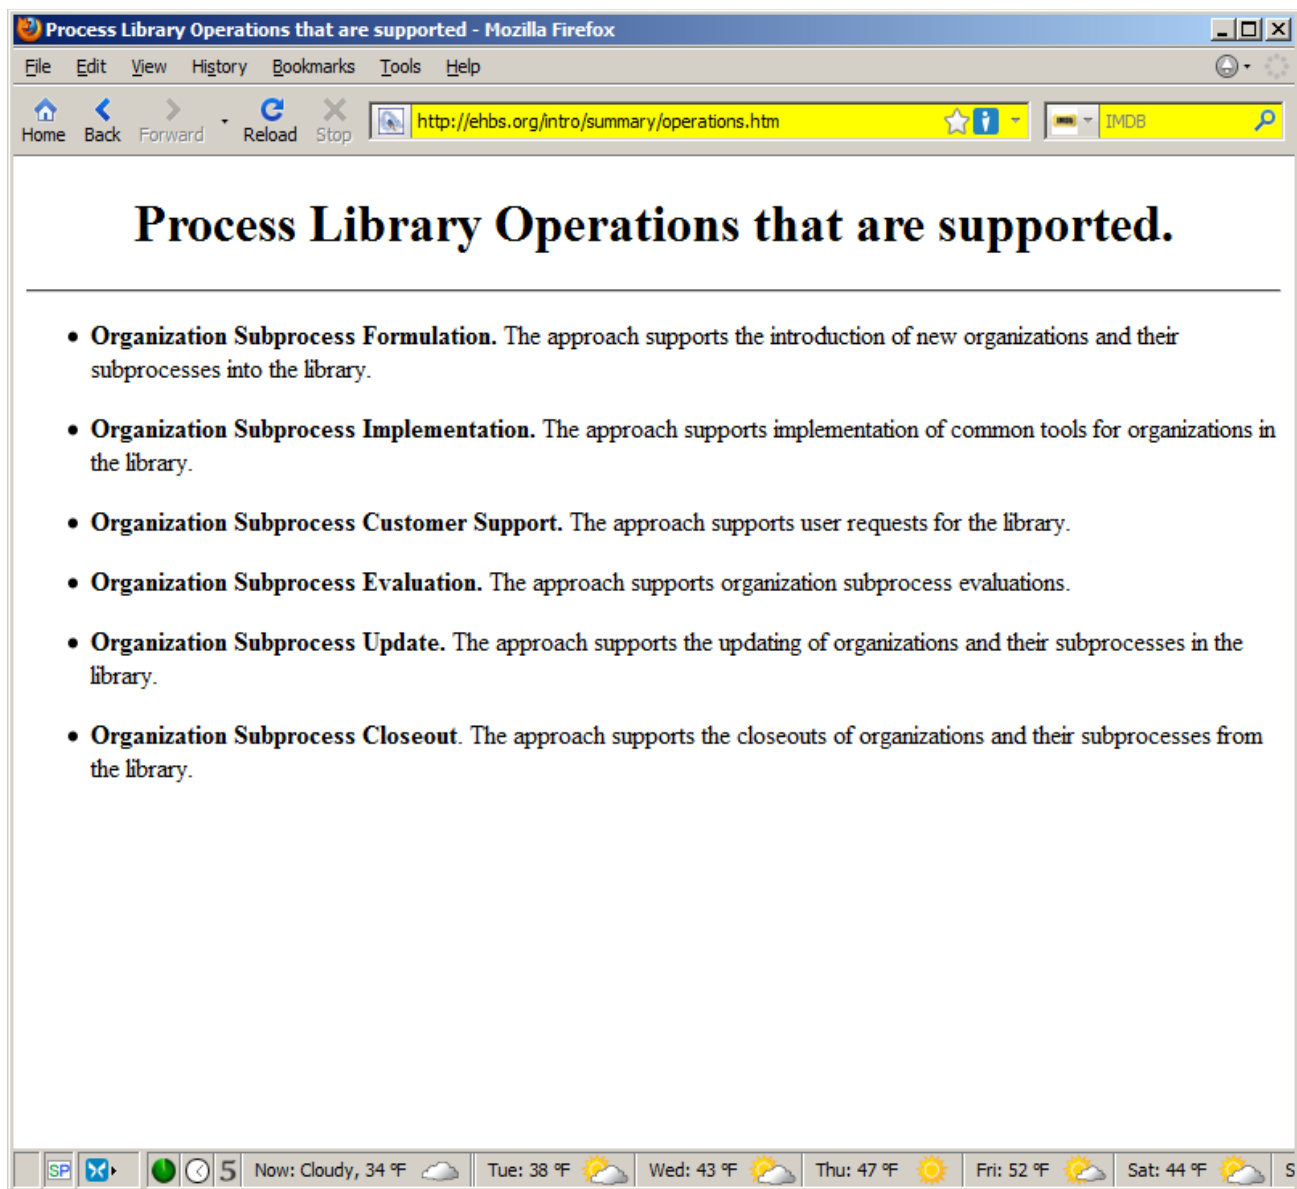 Process Library Operations that are supported - Mozilla Firefox
File Edit View History Bookmarks Tools Help
Home Back Forward Reload Stop http://ehbs.org/intro/summary/operations.htm IMDB
Process Library Operations that are supported.
• Organization Subprocess Formulation. The approach supports the introduction of new organizations and their
subprocesses into the library.
• Organization Subprocess Implementation. The approach supports implementation of common tools for organizations in
the library.
• Organization Subprocess Customer Support. The approach supports user requests for the library.
• Organization Subprocess Evaluation. The approach supports organization subprocess evaluations.
• Organization Subprocess Update. The approach supports the updating of organizations and their subprocesses in the
library.
• Organization Subprocess Closeout. The approach supports the closeouts of organizations and their subprocesses from
the library.
SP 5 Now: Cloudy, 34 °F Tue: 38 °F Wed: 43 °F Thu: 47 °F Fri: 52 °F Sat: 44 °F S